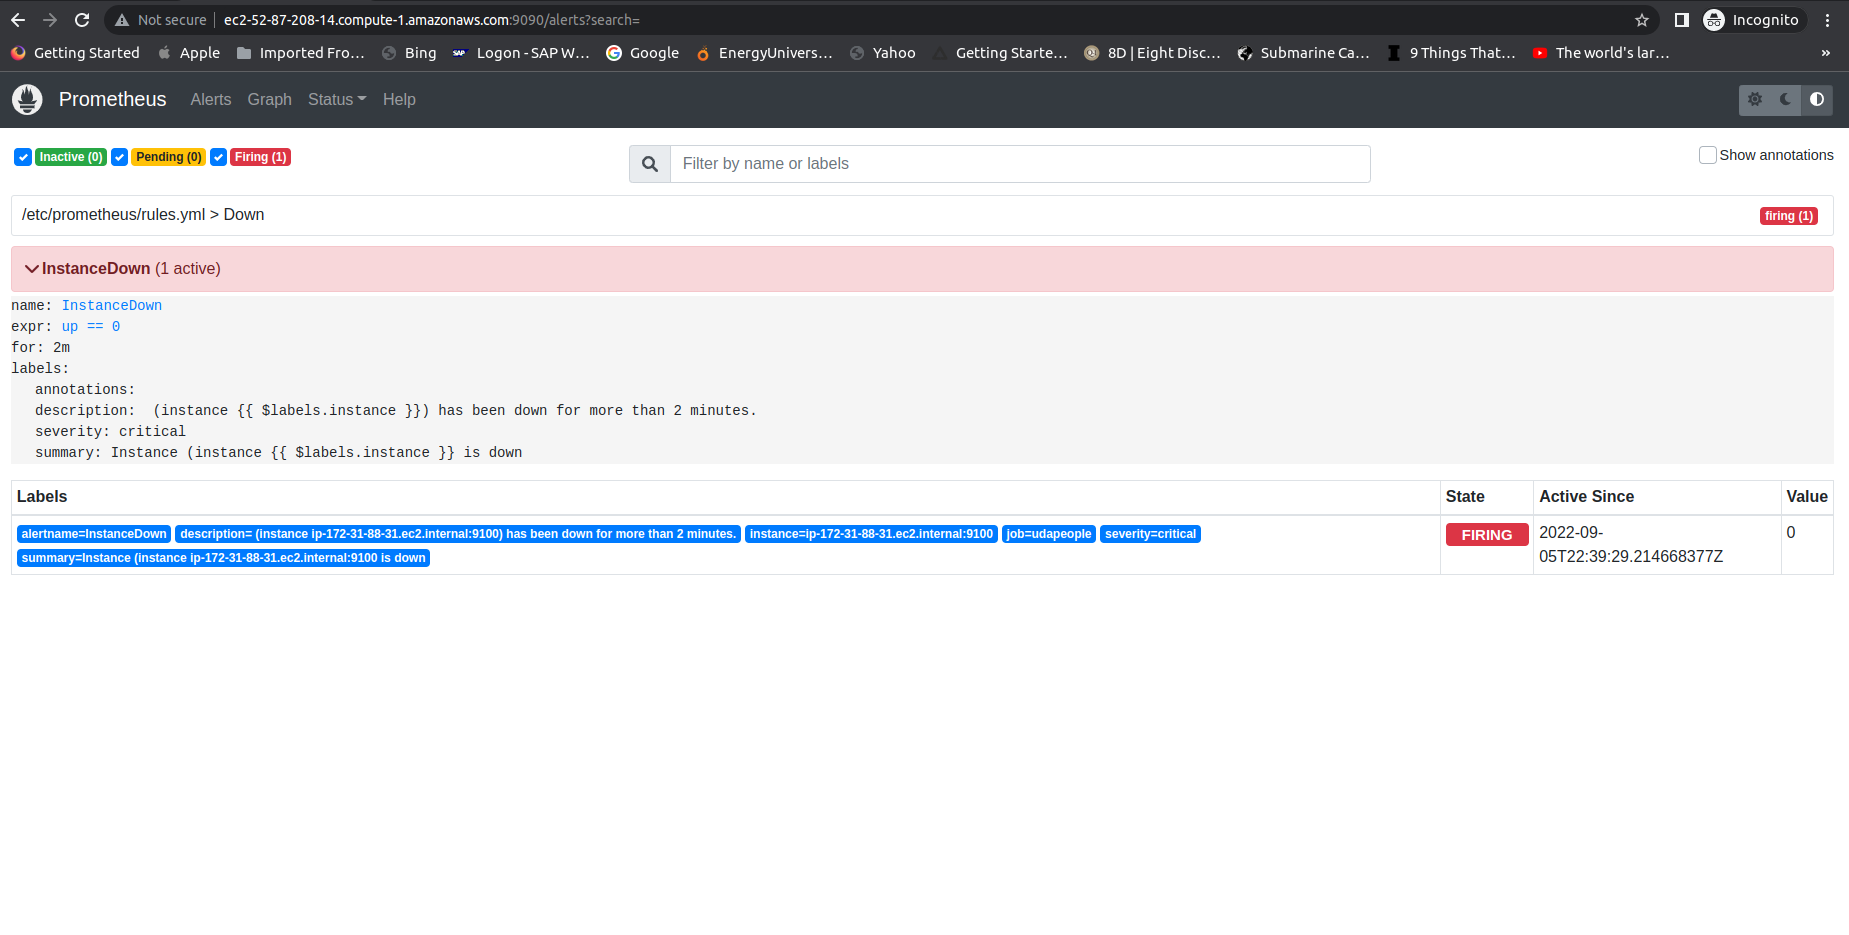 Not secure ec2-52-87-208-14.compute-1.amazonaws.com:9090/alerts?search= Incognito
Getting Started Apple Imported Fro... Bing SAP Logon - SAP W... Google EnergyUnivers... Yahoo Getting Starte... 8D | Eight Disc... Submarine Ca... 9 Things That... The world's lar... »
Prometheus Alerts Graph Status Help
Inactive (0) Pending (0) Firing (1) Filter by name or labels Show annotations
/etc/prometheus/rules.yml > Down firing (1)
InstanceDown (1 active)
name: InstanceDown
expr: up == 0
for: 2m
labels:
annotations:
description:  (instance {{ $labels.instance }}) has been down for more than 2 minutes.
severity: critical
summary: Instance (instance {{ $labels.instance }} is down
Labels State Active Since Value
alertname=InstanceDown description= (instance ip-172-31-88-31.ec2.internal:9100) has been down for more than 2 minutes. instance=ip-172-31-88-31.ec2.internal:9100 job=udapeople severity=critical FIRING 2022-09- 0
summary=Instance (instance ip-172-31-88-31.ec2.internal:9100 is down 05T22:39:29.214668377Z